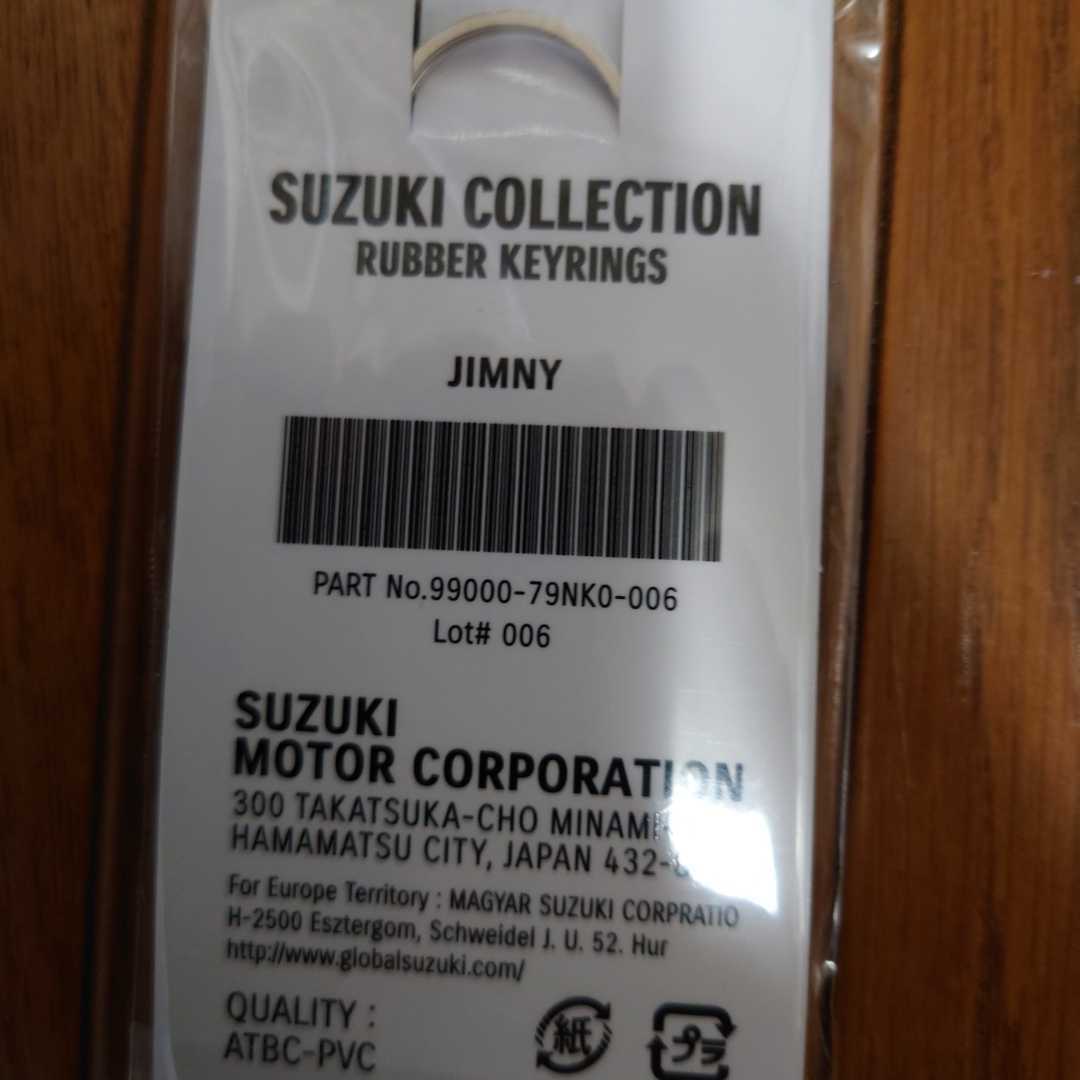 SUZUKI COLLECTION
RUBBER KEYRINGS
JIMNY
PART No.99000-79NK0-006
Lot# 006
SUZUKI
MOTOR CORPORATION
300 TAKATSUKA-CHO MINAMI-
HAMAMATSU CITY, JAPAN 432-
For Europe Territory : MAGYAR SUZUKI CORPRATIO
H-2500 Esztergom, Schweidel J. U. 52. Hur
http://www.globalsuzuki.com/
QUALITY :
ATBC-PVC
紙
プラ